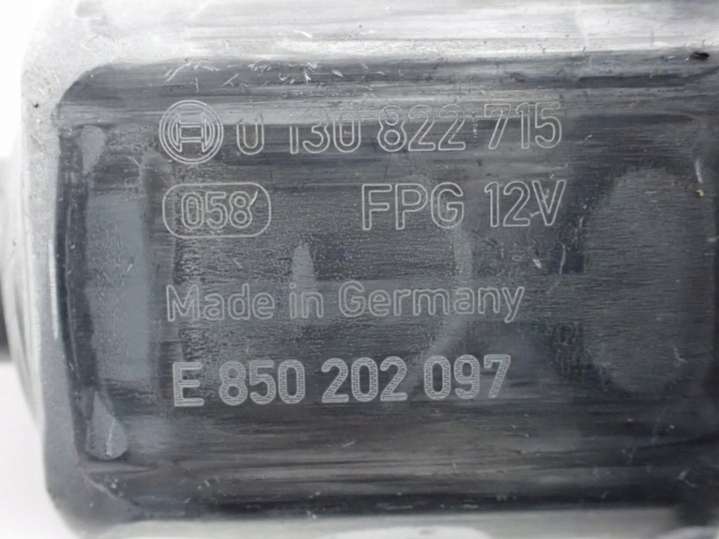 0 130 822 715
058 FPG 12V
Made in Germany
E 850 202 097